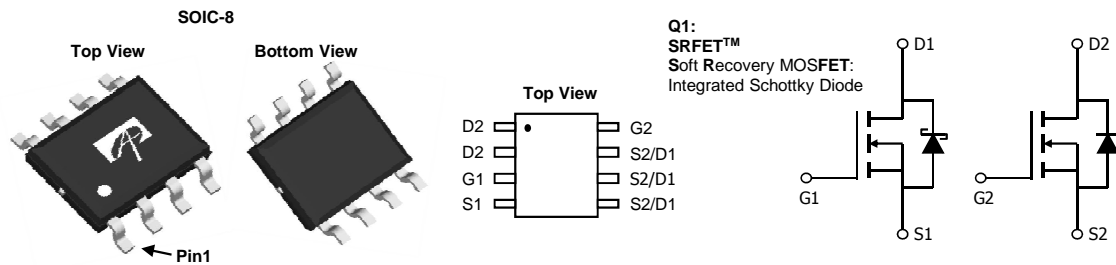 SOIC-8
Top View
Bottom View
Pin1
Top View
D2
D2
G1
S1
G2
S2/D1
S2/D1
S2/D1
Q1:
SRFET™
Soft Recovery MOSFET:
Integrated Schottky Diode
D1
G1
S1
D2
G2
S2